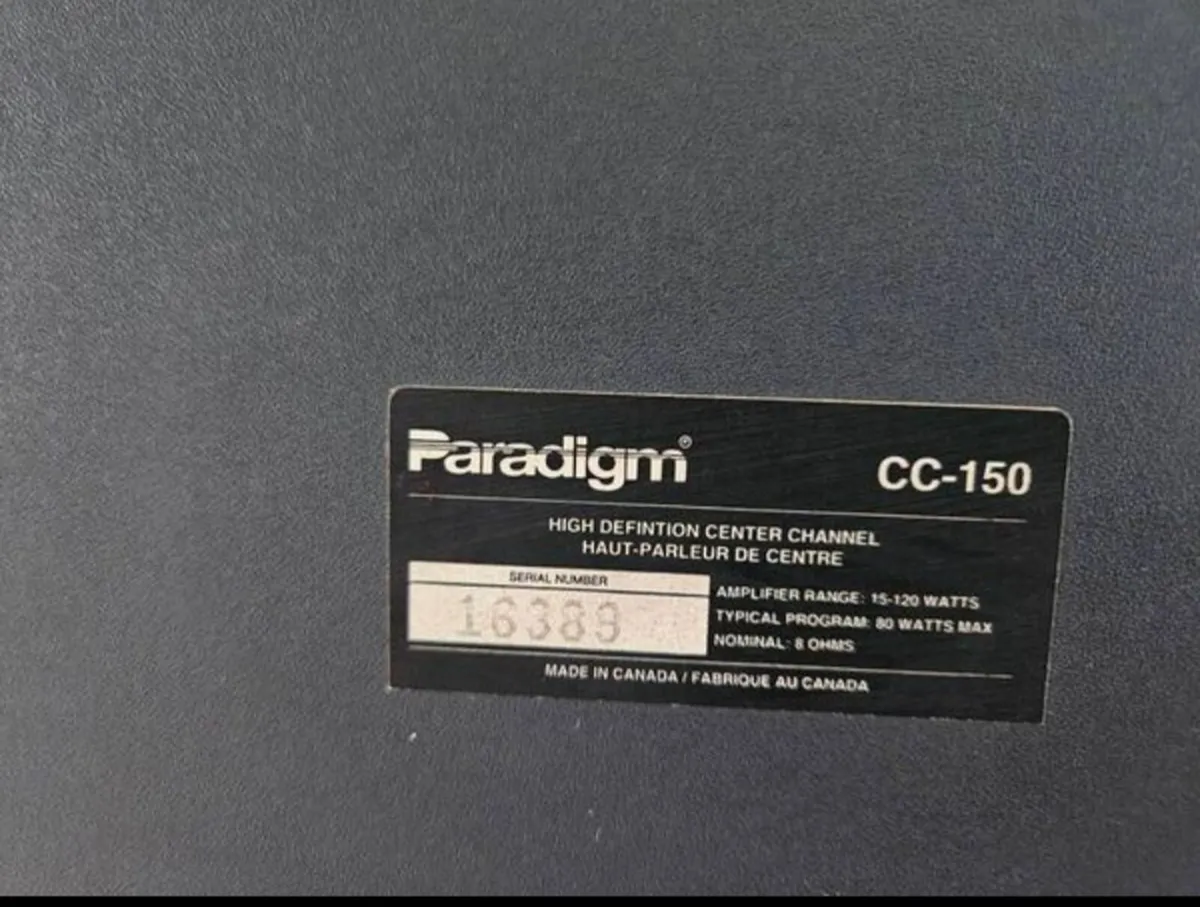 Paradigm®
CC-150
HIGH DEFINTION CENTER CHANNEL
HAUT-PARLEUR DE CENTRE
SERIAL NUMBER
16389
AMPLIFIER RANGE: 15-120 WATTS
TYPICAL PROGRAM: 80 WATTS MAX
NOMINAL: 8 OHMS
MADE IN CANADA / FABRIQUE AU CANADA